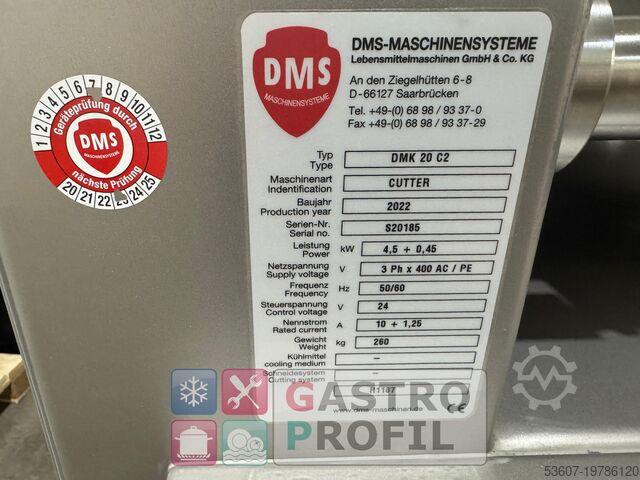 DMS
MASCHINENSYSTEME
DMS-MASCHINENSYSTEME
Lebensmittelmaschinen GmbH & Co. KG
An den Ziegelhütten 6-8
D-66127 Saarbrücken
Tel. +49-(0) 68 98 / 93 37-0
Fax +49-(0) 68 98 / 93 37-29
Typ DMK 20 C2
Type
Maschinenart CUTTER
Indentification
Baujahr 2022
Production year
Serien-Nr. S20185
Serial no.
Leistung kW 4,5 + 0,45
Power
Netzspannung V 3 Ph x 400 AC / PE
Supply voltage
Frequenz Hz 50/60
Frequency
Steuerspannung V 24
Control voltage
Nennstrom A 10 + 1,25
Rated current
Gewicht kg 260
Weight
Kühlmittel –
cooling medium
Schneidesystem –
Cutting system
H1187
www.dms-maschinen.de CE
1 2 3 4 5 6 7 8 9 10 11 12
Geräteprüfung durch
DMS
MASCHINENSYSTEME
nächste Prüfung
20 21 22 23 24 25
GASTRO
PROFIL
53607-19786120